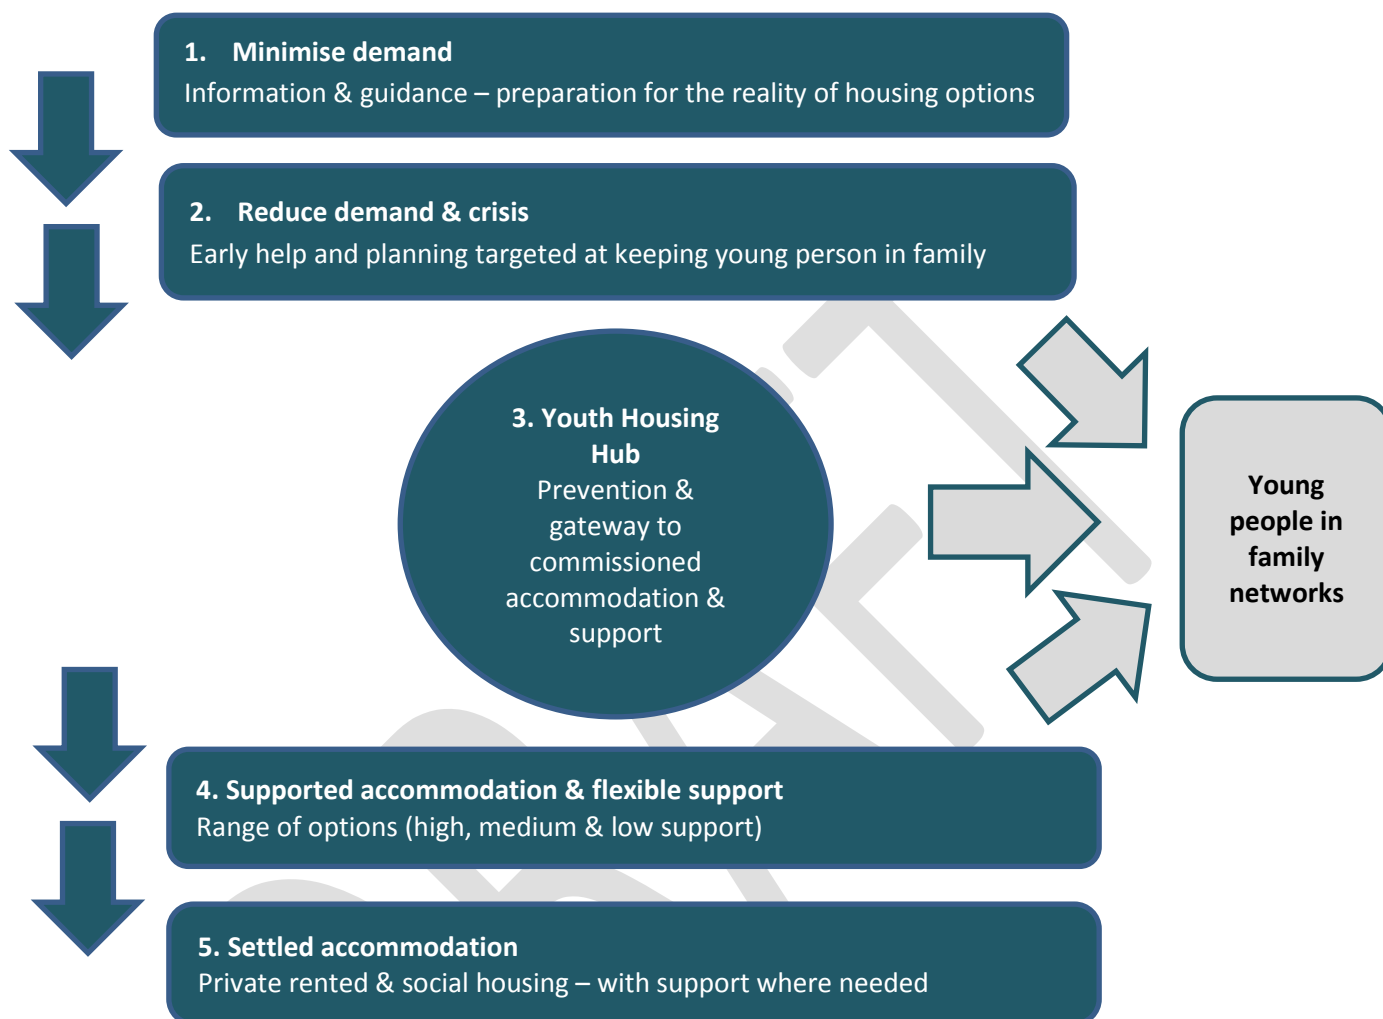 1. Minimise demand
Information & guidance – preparation for the reality of housing options
2. Reduce demand & crisis
Early help and planning targeted at keeping young person in family
3. Youth Housing
Hub
Prevention &
gateway to
commissioned
accommodation &
support
Young
people in
family
networks
4. Supported accommodation & flexible support
Range of options (high, medium & low support)
5. Settled accommodation
Private rented & social housing – with support where needed
DRAFT